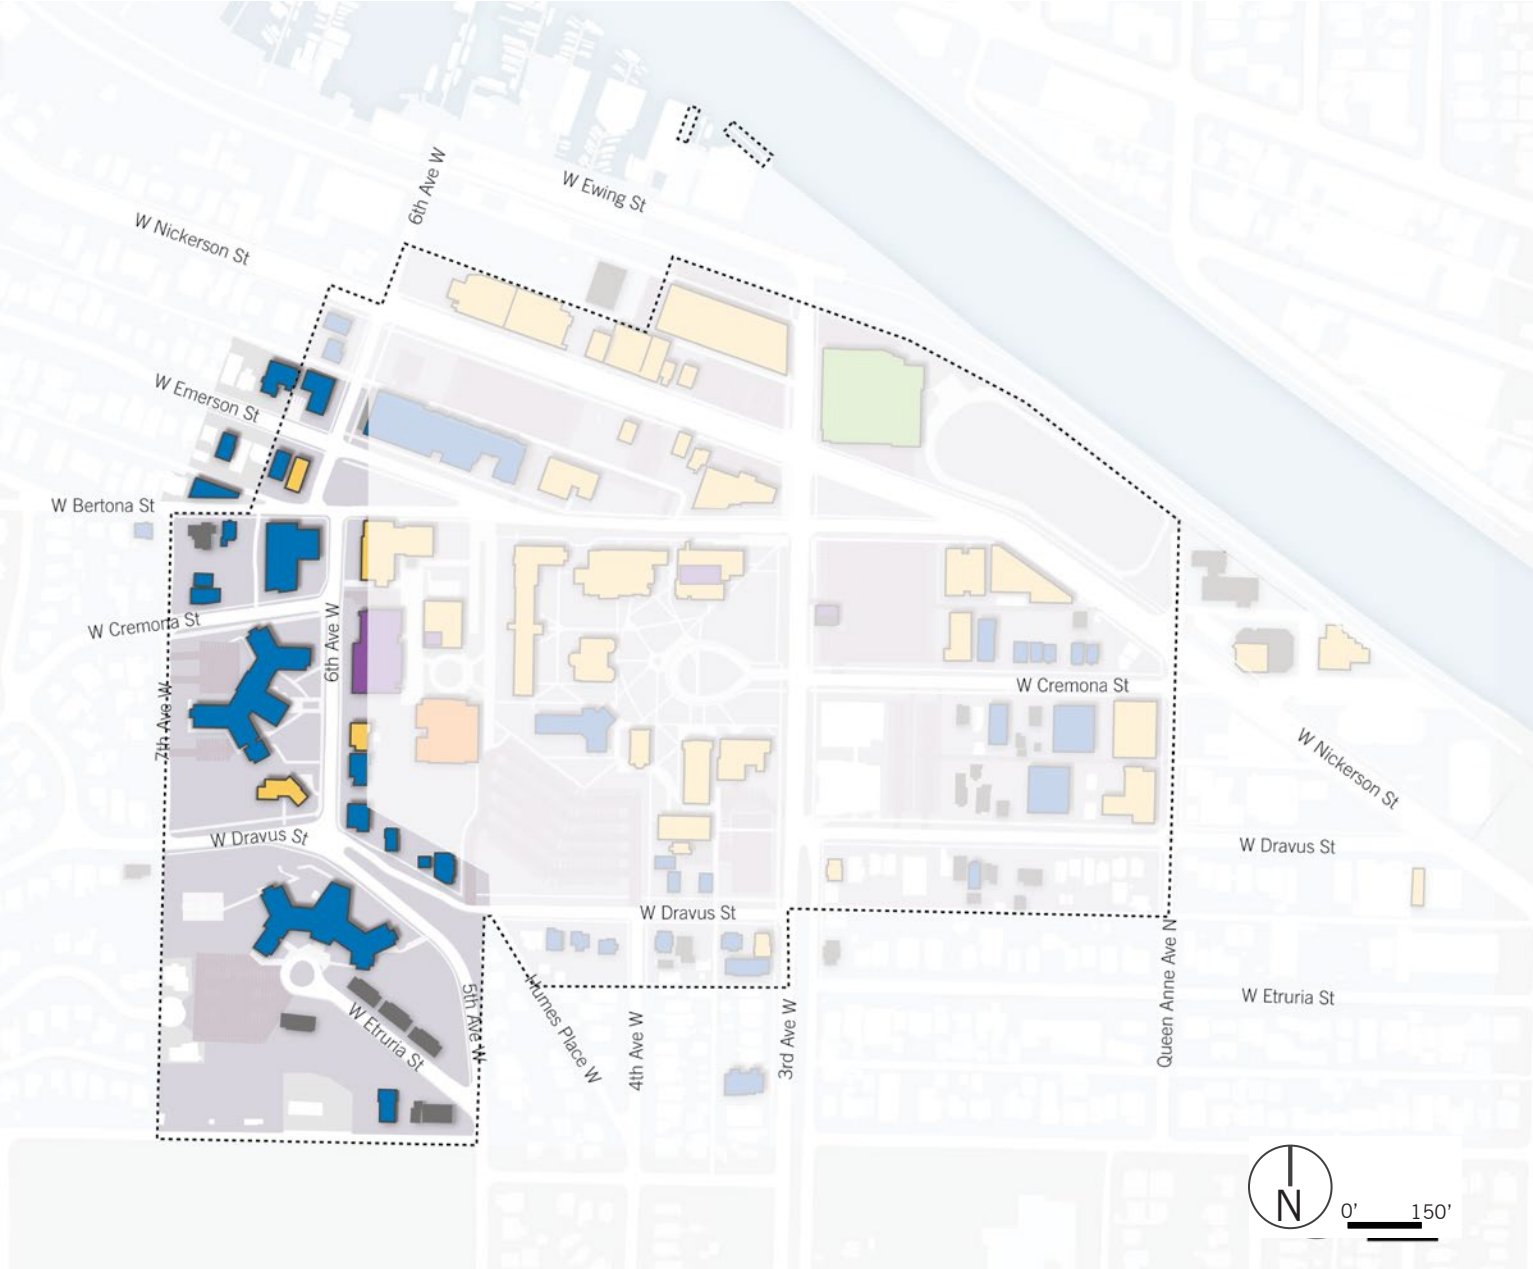 6th Ave W
W Ewing St
W Nickerson St
W Emerson St
W Bertona St
W Cremona St
6th Ave W
7th Ave W
W Cremona St
W Nickerson St
W Dravus St
W Dravus St
W Dravus St
5th Ave W
Humes Place W
W Etruria St
4th Ave W
3rd Ave W
Queen Anne Ave N
W Etruria St
N
0' 150'